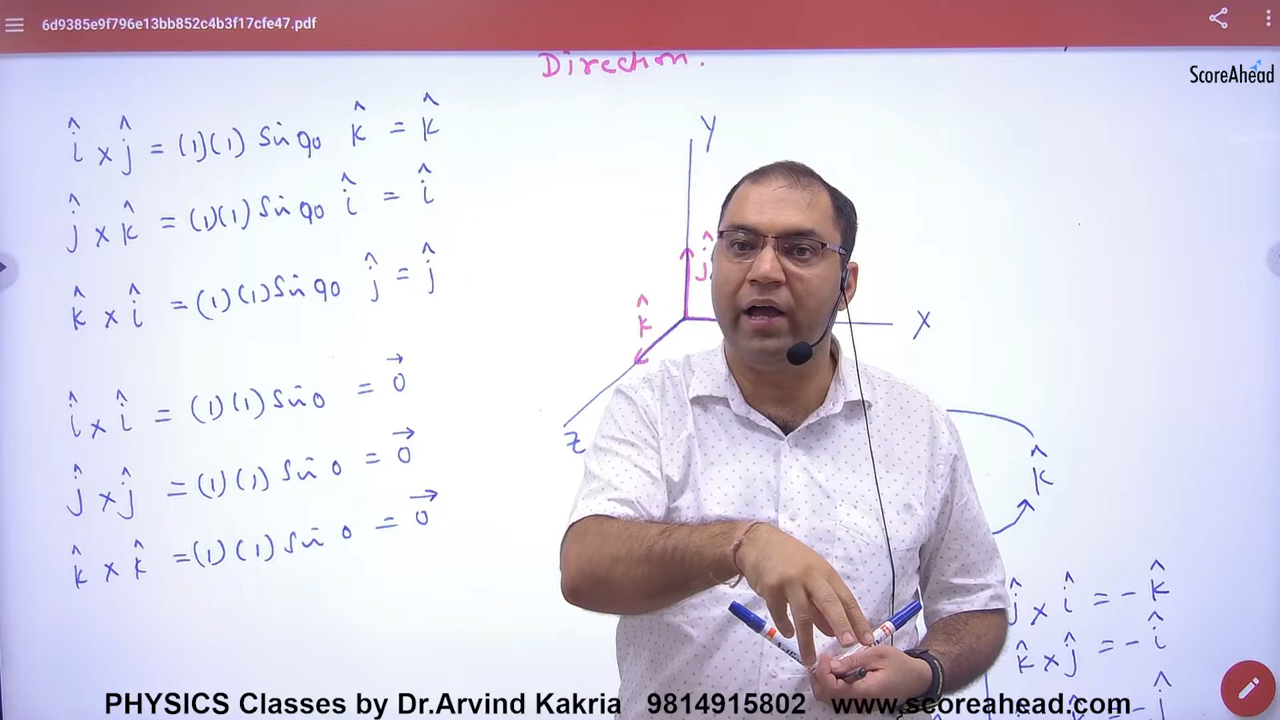 6d9385e9f796e13bb852c4b3f17cfe47.pdf
ScoreAhead
Direction.
î × ĵ = (1)(1) Sin 90 k̂ = k̂
ĵ × k̂ = (1)(1) Sin 90 î = î
k̂ × î = (1)(1) Sin 90 ĵ = ĵ
î × î = (1)(1) Sin 0 = 0⃗
ĵ × ĵ = (1)(1) Sin 0 = 0⃗
k̂ × k̂ = (1)(1) Sin 0 = 0⃗
Y
ĵ
k̂
X
Z
k̂
ĵ × î = - k̂
k̂ × ĵ = - î
PHYSICS Classes by Dr.Arvind Kakria 9814915802 www.scoreahead.com